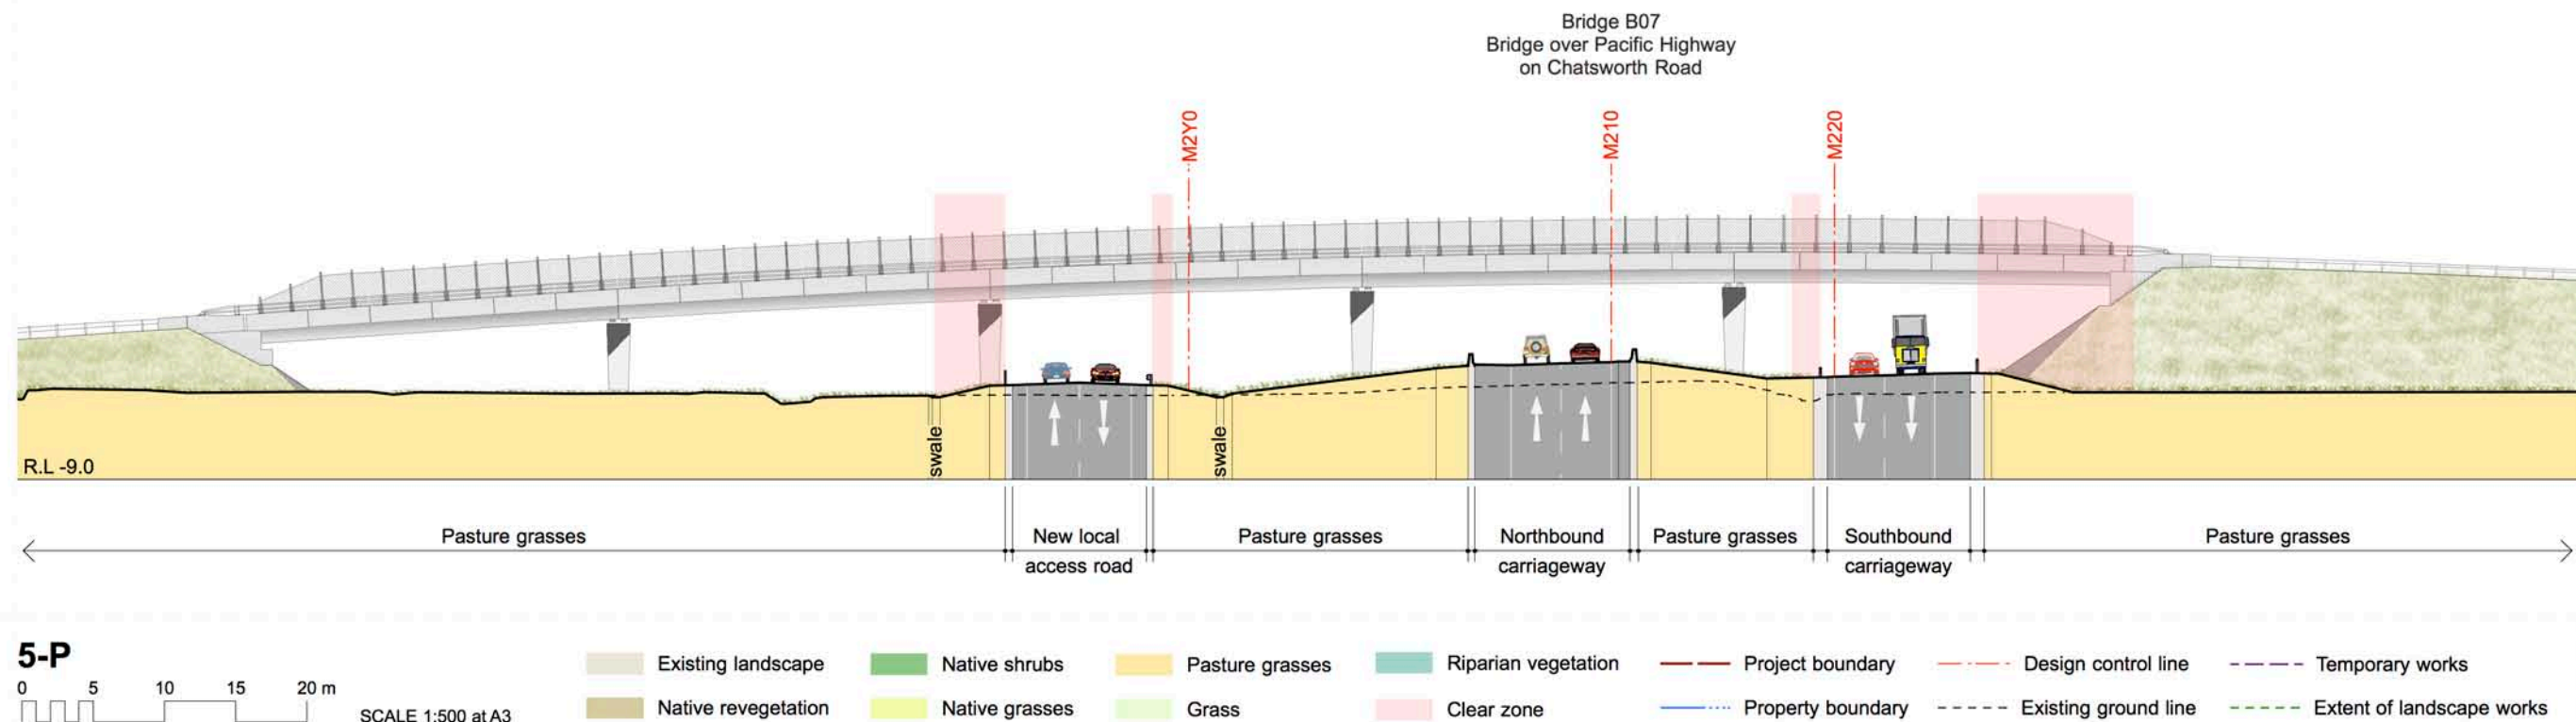 Bridge B07
Bridge over Pacific Highway
on Chatsworth Road
M2Y0
M210
M220
swale
swale
R.L -9.0
Pasture grasses
New local
access road
Pasture grasses
Northbound
carriageway
Pasture grasses
Southbound
carriageway
Pasture grasses
5-P
0 5 10 15 20 m
SCALE 1:500 at A3
Existing landscape
Native shrubs
Pasture grasses
Riparian vegetation
Project boundary
Design control line
Temporary works
Native revegetation
Native grasses
Grass
Clear zone
Property boundary
Existing ground line
Extent of landscape works